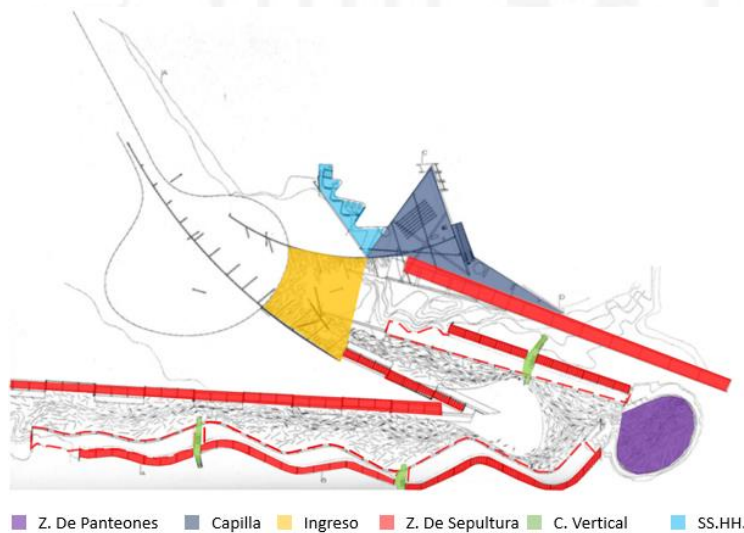 Z. De Panteones
Capilla
Ingreso
Z. De Sepultura
C. Vertical
SS.HH.